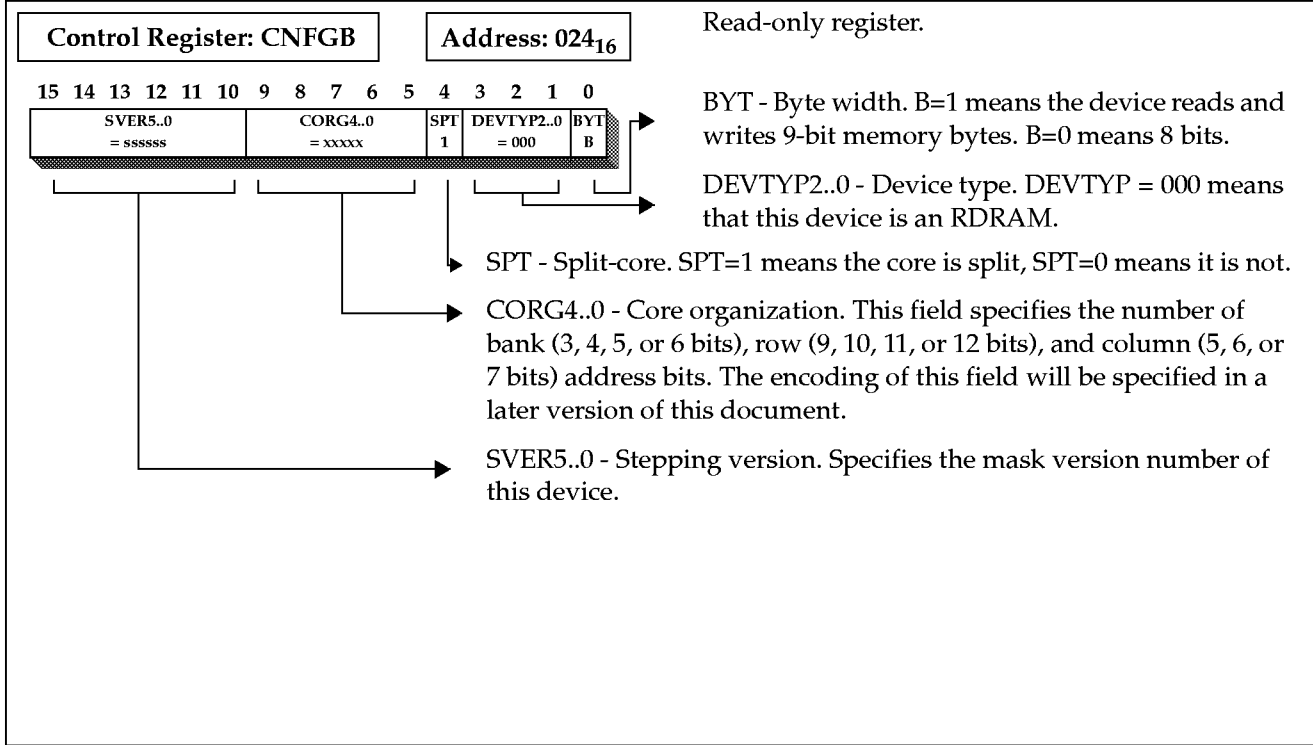 Control Register: CNFGB
Address: 024₁₆
Read-only register.
15 14 13 12 11 10 9 8 7 6 5 4 3 2 1 0
SVER5..0 CORG4..0 SPT DEVTYP2..0 BYT
= ssssss = xxxxx 1 = 000 B
BYT - Byte width. B=1 means the device reads and
writes 9-bit memory bytes. B=0 means 8 bits.
DEVTYP2..0 - Device type. DEVTYP = 000 means
that this device is an RDRAM.
SPT - Split-core. SPT=1 means the core is split, SPT=0 means it is not.
CORG4..0 - Core organization. This field specifies the number of
bank (3, 4, 5, or 6 bits), row (9, 10, 11, or 12 bits), and column (5, 6, or
7 bits) address bits. The encoding of this field will be specified in a
later version of this document.
SVER5..0 - Stepping version. Specifies the mask version number of
this device.